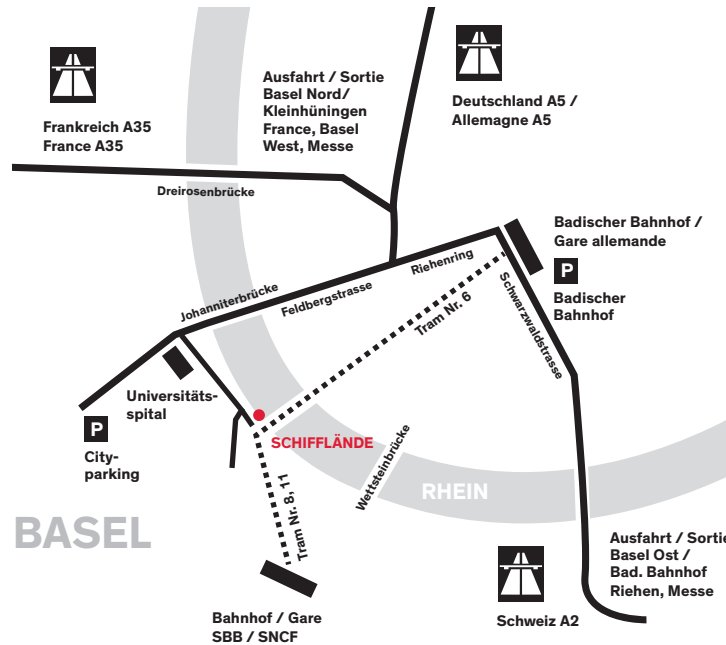 Frankreich A35
France A35
Ausfahrt / Sortie
Basel Nord/
Kleinhüningen
France, Basel
West, Messe
Deutschland A5 /
Allemagne A5
Dreirosenbrücke
Badischer Bahnhof /
Gare allemande
P
Badischer
Bahnhof
Riehenring
Feldbergstrasse
Johanniterbrücke
Tram Nr. 6
Schwarzwaldstrasse
Universitäts-
spital
P
City-
parking
SCHIFFLÄNDE
Wettsteinbrücke
RHEIN
BASEL
Tram Nr. 8, 11
Bahnhof / Gare
SBB / SNCF
Schweiz A2
Ausfahrt / Sortie
Basel Ost /
Bad. Bahnhof
Riehen, Messe